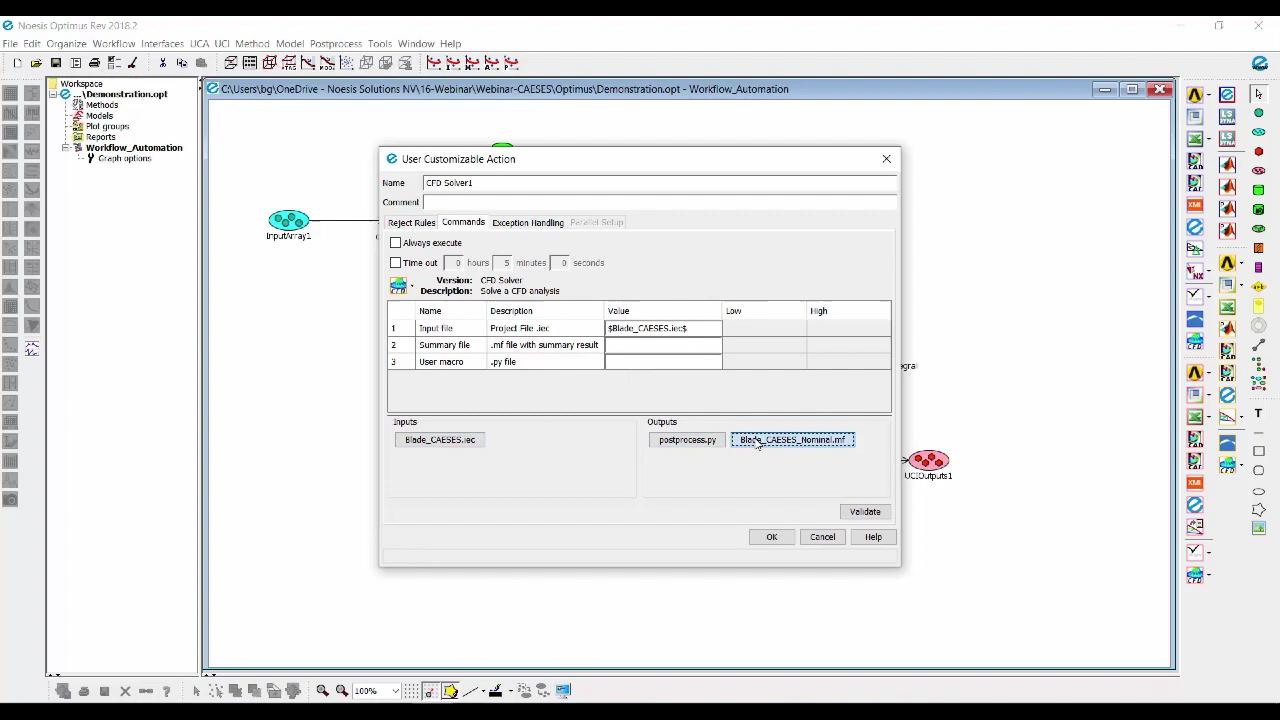 Noesis Optimus Rev 2018.2
File Edit Organize Workflow Interfaces UCA UCI Method Model Postprocess Tools Window Help
Workspace
...\Demonstration.opt
Methods
Models
Plot groups
Reports
Workflow_Automation
Graph options
C:\Users\bg\OneDrive - Noesis Solutions NV\16-Webinar\Webinar-CAESES\Optimus\Demonstration.opt - Workflow_Automation
InputArray1
User Customizable Action
Name CFD Solver1
Comment
Reject Rules Commands Exception Handling Parallel Setup
Always execute
Time out 0 hours 5 minutes 0 seconds
Version: CFD Solver
Description: Solve a CFD analysis
Name Description Value Low High
1 Input file Project File .iec $Blade_CAESES.iec$
2 Summary file .mf file with summary result
3 User macro .py file
Inputs Outputs
Blade_CAESES.iec postprocess.py Blade_CAESES_Nominal.mf
Validate
OK Cancel Help
UCIOutputs1
100%